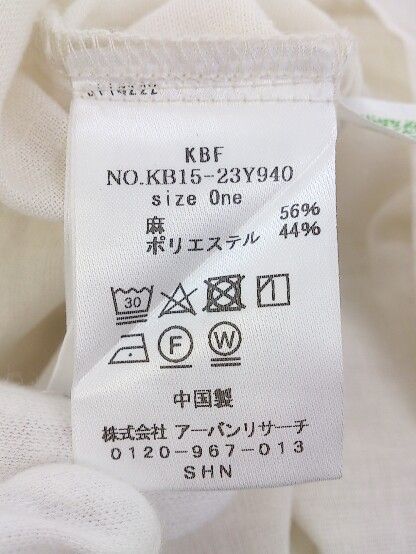 KBF
NO.KB15-23Y940
size One
麻 56%
ポリエステル 44%
30
F W
中国製
株式会社 アーバンリサーチ
0120-967-013
SHN